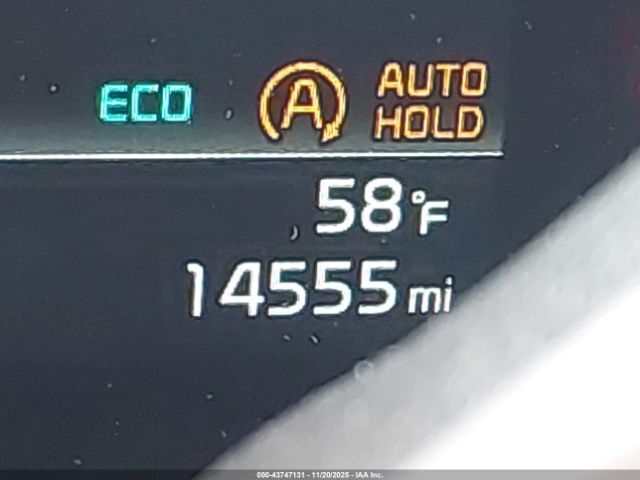 ECO A AUTO
HOLD
58°F
14555 mi
000-43747131 - 11/20/2025 - IAA Inc.